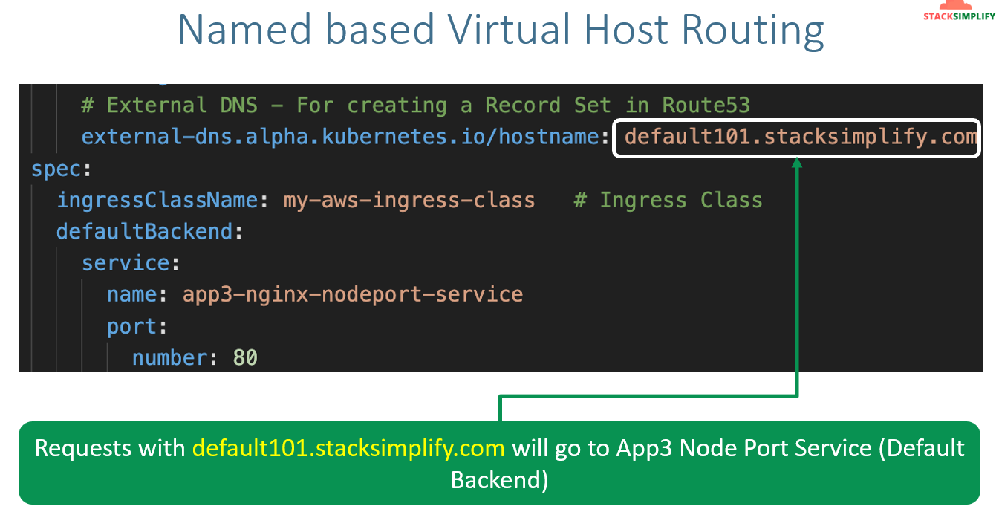 STACKSIMPLIFY
Named based Virtual Host Routing
# External DNS – For creating a Record Set in Route53
external-dns.alpha.kubernetes.io/hostname: default101.stacksimplify.com
spec:
  ingressClassName: my-aws-ingress-class   # Ingress Class
  defaultBackend:
    service:
      name: app3-nginx-nodeport-service
      port:
        number: 80
Requests with default101.stacksimplify.com will go to App3 Node Port Service (Default
Backend)